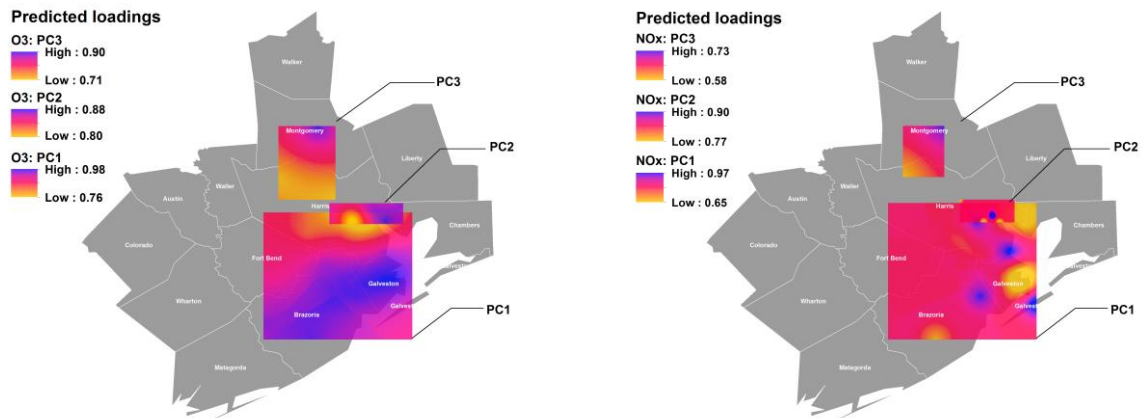 Predicted loadings
O3: PC3
High : 0.90
Low : 0.71
O3: PC2
High : 0.88
Low : 0.80
O3: PC1
High : 0.98
Low : 0.76
Walker
PC3
Montgomery
Liberty
PC2
Waller
Austin
Harris
Chambers
Colorado
Fort Bend
Galveston
Galveston
Wharton
Brazoria
PC1
Matagorda
Predicted loadings
NOx: PC3
High : 0.73
Low : 0.58
NOx: PC2
High : 0.90
Low : 0.77
NOx: PC1
High : 0.97
Low : 0.65
Walker
PC3
Montgomery
Liberty
PC2
Waller
Austin
Harris
Chambers
Colorado
Fort Bend
Galveston
Galveston
Wharton
Brazoria
PC1
Matagorda